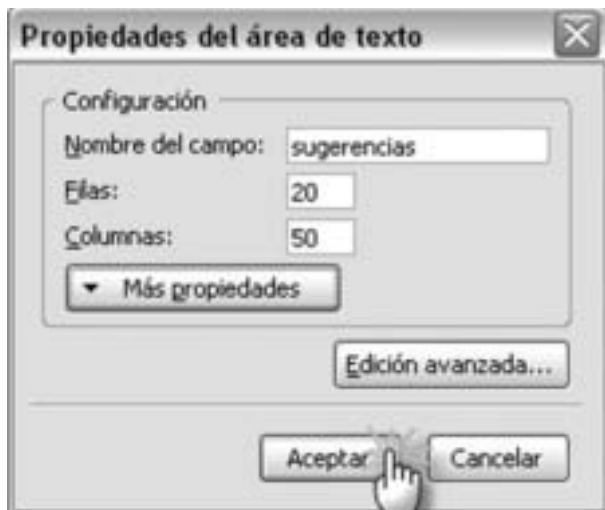 Propiedades del área de texto
Configuración
Nombre del campo: sugerencias
Filas: 20
Columnas: 50
Más propiedades
Edición avanzada...
Aceptar Cancelar